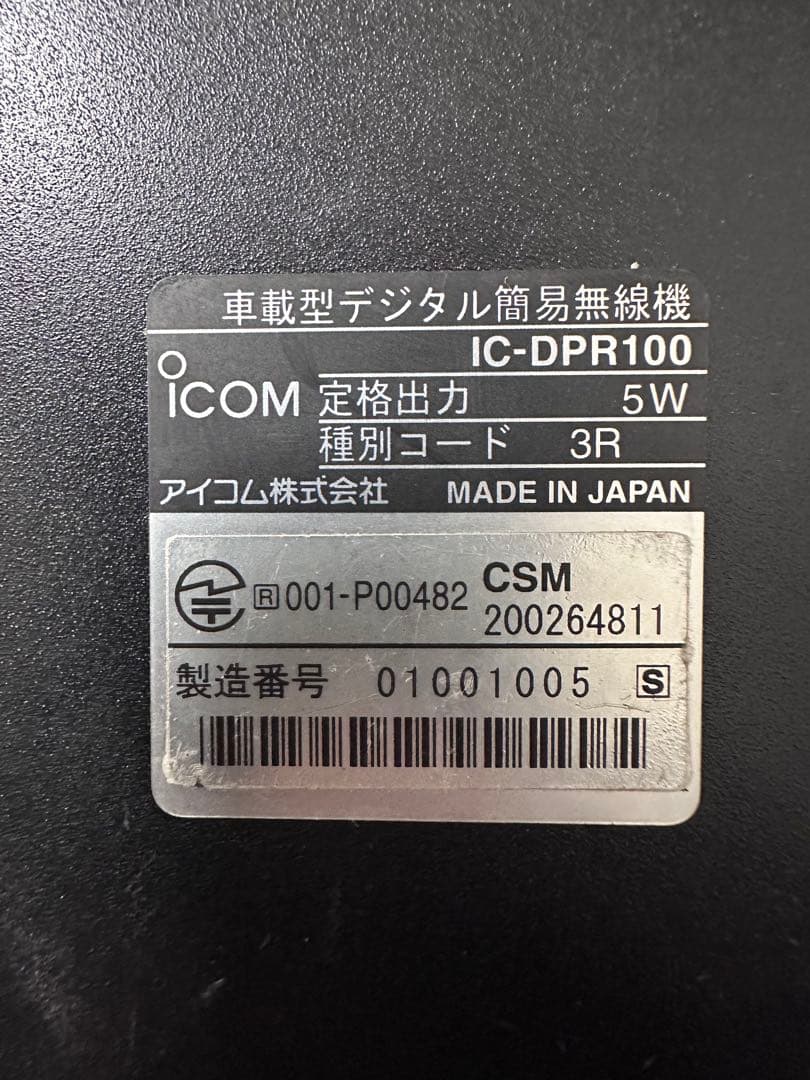 車載型デジタル簡易無線機
IC-DPR100
ICOM
定格出力 5W
種別コード 3R
アイコム株式会社 MADE IN JAPAN
R 001-P00482 CSM
200264811
製造番号 01001005 S